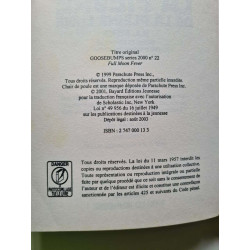 Titre original
GOOSEBUMPS series 2000 n° 22
Full Moon Fever
© 1999 Parachute Press Inc.,
Tous droits réservés. Reproduction même partielle interdite.
Chair de poule est une marque déposée de Parachute Press Inc.
© 2001, Bayard Éditions Jeunesse
pour la traduction française avec l'autorisation
de Scholastic Inc, New York
Loi n° 49 956 du 16 juillet 1949
sur les publications destinées à la jeunesse
Dépôt légal : août 2003
ISBN : 2 747 008 13 5
DANGER
Tous droits réservés. La loi du 11 mars 1957 interdit les
copies ou reproductions destinées à une utilisation collective.
Toute représentation ou reproduction intégrale ou partielle
faite par quelque procédé que ce soit sans le consentement de
l'auteur et de l'éditeur est illicite et constitue une contrefaçon
sanctionnée par les articles 425 et suivants du Code pénal.